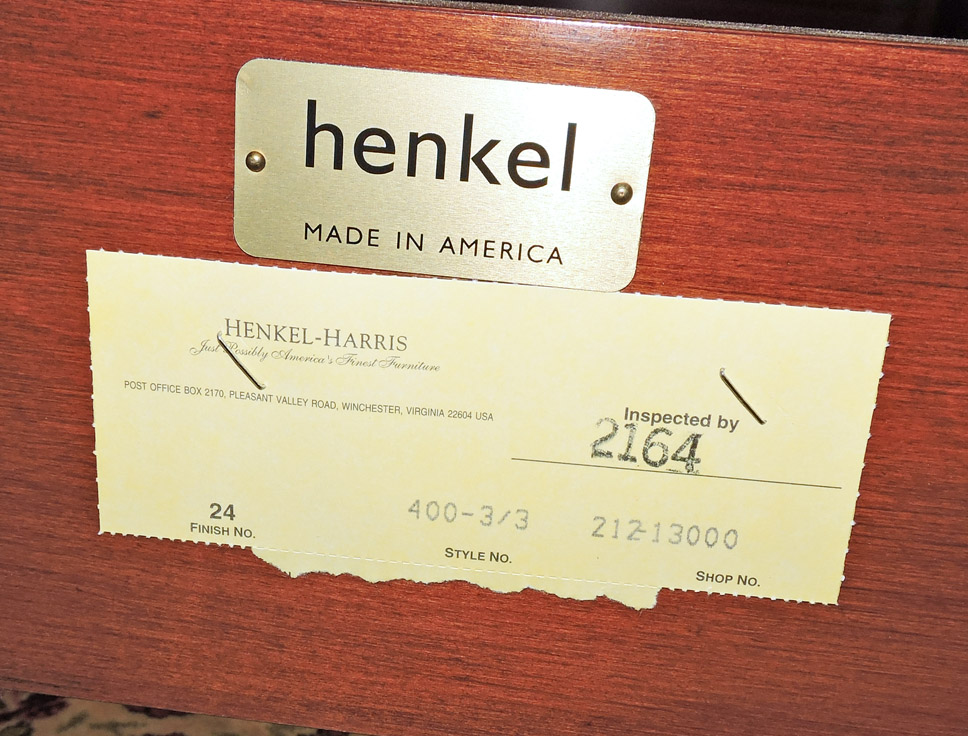 henkel
MADE IN AMERICA
HENKEL-HARRIS
Just Possibly America's Finest Furniture
POST OFFICE BOX 2170, PLEASANT VALLEY ROAD, WINCHESTER, VIRGINIA 22604 USA
Inspected by
2164
24
FINISH NO.
400-3/3
STYLE NO.
212-13000
SHOP NO.